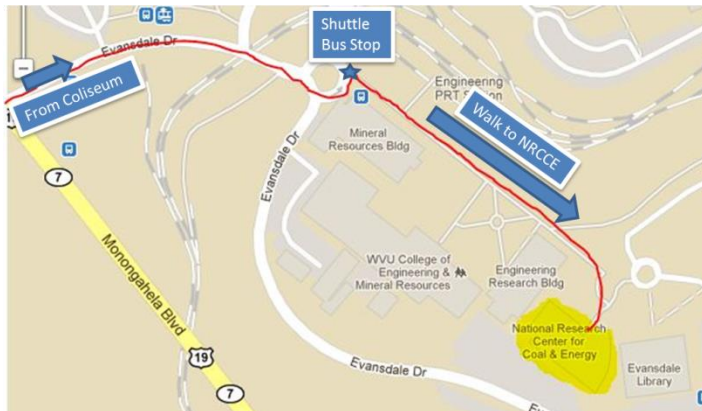 Evansdale Dr
Shuttle
Bus Stop
From Coliseum
Engineering
PRT Station
Walk to NRCCE
Mineral
Resources Bldg
7
Evansdale Dr
WVU College of
Engineering &
Mineral Resources
Engineering
Research Bldg
Monongahela Blvd
National Research
Center for
Coal & Energy
19
Evansdale Dr
Evansdale
Library
7